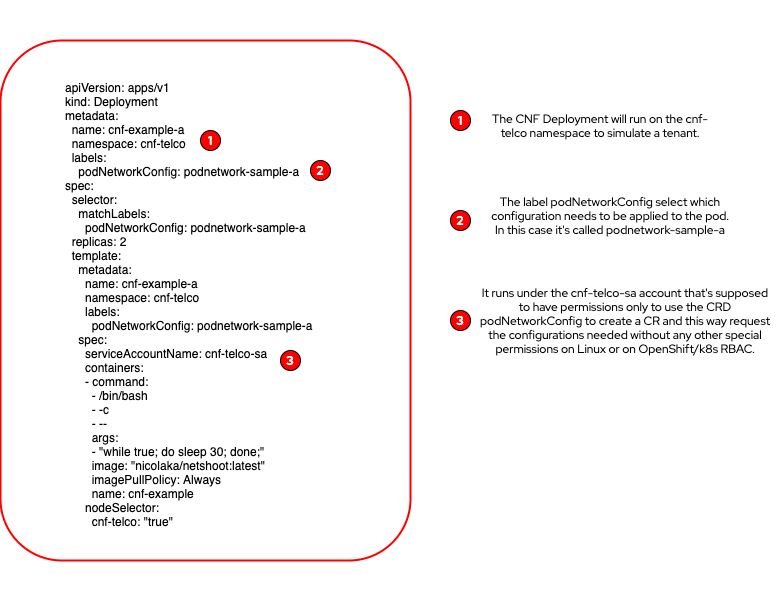 apiVersion: apps/v1
kind: Deployment
metadata:
name: cnf-example-a
namespace: cnf-telco
1
labels:
podNetworkConfig: podnetwork-sample-a
2
spec:
selector:
matchLabels:
podNetworkConfig: podnetwork-sample-a
replicas: 2
template:
metadata:
name: cnf-example-a
namespace: cnf-telco
labels:
podNetworkConfig: podnetwork-sample-a
spec:
serviceAccountName: cnf-telco-sa
3
containers:
- command:
- /bin/bash
- -c
- --
args:
- "while true; do sleep 30; done;"
image: "nicolaka/netshoot:latest"
imagePullPolicy: Always
name: cnf-example
nodeSelector:
cnf-telco: "true"
1
The CNF Deployment will run on the cnf-
telco namespace to simulate a tenant.
2
The label podNetworkConfig select which
configuration needs to be applied to the pod.
In this case it's called podnetwork-sample-a
3
It runs under the cnf-telco-sa account that's supposed
to have permissions only to use the CRD
podNetworkConfig to create a CR and this way request
the configurations needed without any other special
permissions on Linux or on OpenShift/k8s RBAC.